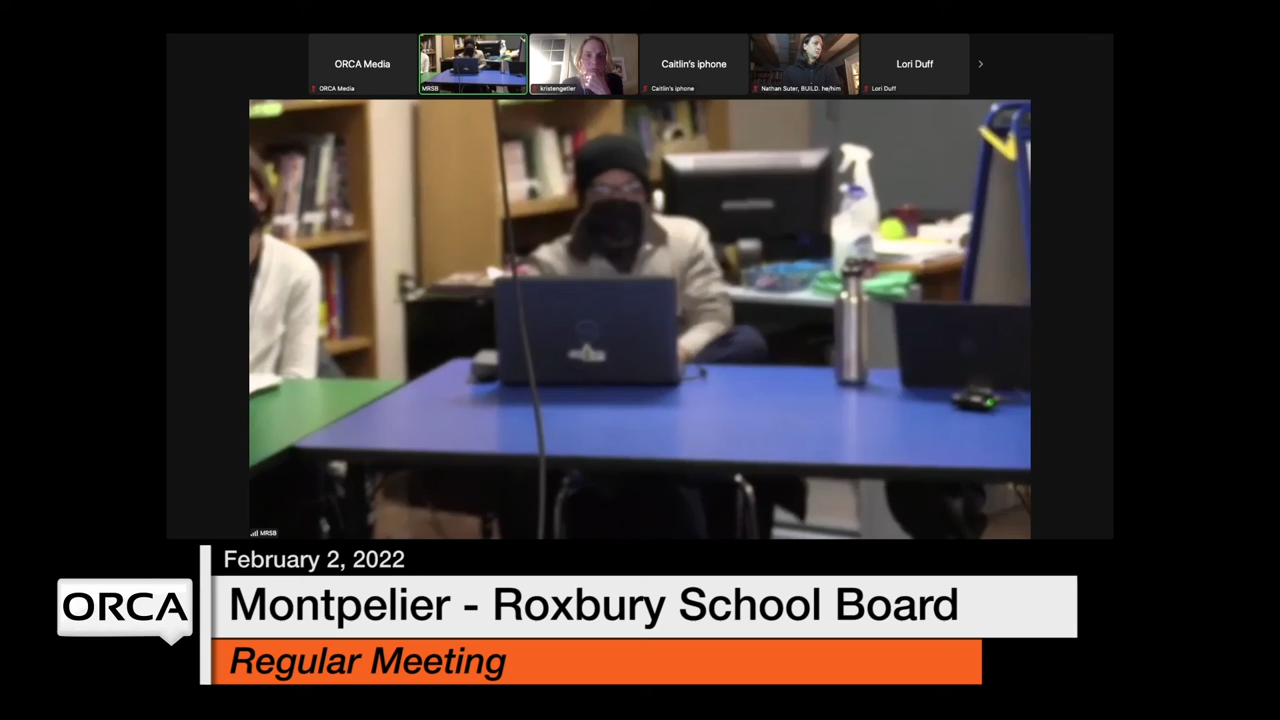 ORCA Media
Caitlin's iphone
Lori Duff
ORCA Media
MRSB
kristengetler
Caitlin's iphone
Nathan Suter, BUILD. he/him
Lori Duff
MRSB
February 2, 2022
ORCA
Montpelier - Roxbury School Board
Regular Meeting